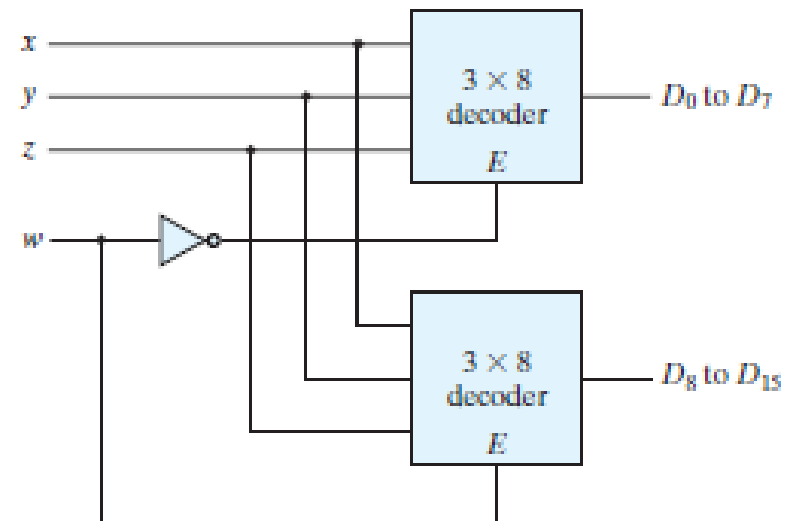 x
3 × 8
decoder
E
y
D₀ to D₇
z
w
3 × 8
decoder
E
D₈ to D₁₅